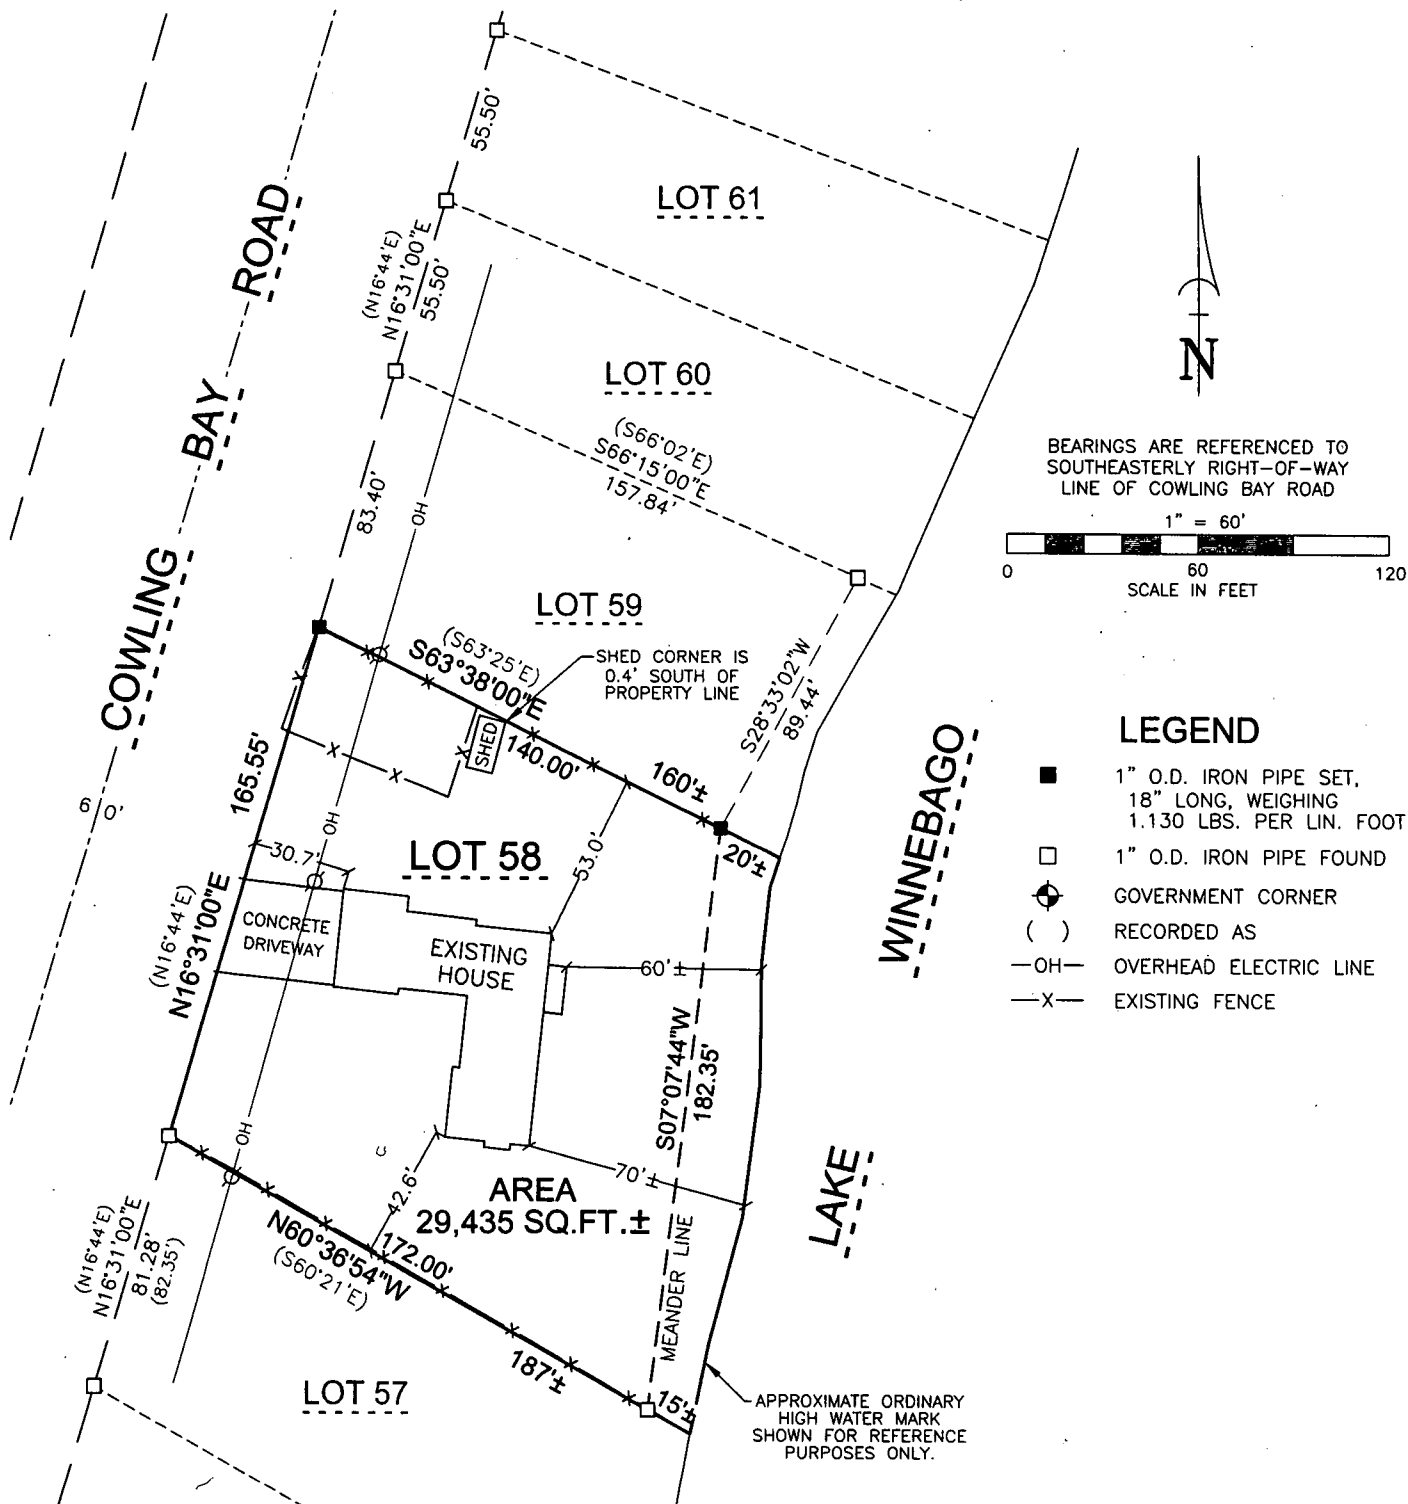 55.50'
LOT 61
ROAD
(N16°44'E)
N16°31'00"E
55.50'
LOT 60
N
BAY
(S66°02'E)
S66°15'00"E
157.84'
BEARINGS ARE REFERENCED TO
SOUTHEASTERLY RIGHT-OF-WAY
LINE OF COWLING BAY ROAD
1" = 60'
0
60
120
SCALE IN FEET
83.40'
OH
COWLING
LOT 59
(S63°25'E)
S63°38'00"E
140.00'
160'±
20'±
SHED CORNER IS
0.4' SOUTH OF
PROPERTY LINE
S28°33'02"W
89.44'
SHED
165.55'
60'
OH
30.7'
LOT 58
53.0'
(N16°44'E)
N16°31'00"E
CONCRETE
DRIVEWAY
EXISTING
HOUSE
60'±
WINNEBAGO
LEGEND
1" O.D. IRON PIPE SET,
18" LONG, WEIGHING
1.130 LBS. PER LIN. FOOT
1" O.D. IRON PIPE FOUND
GOVERNMENT CORNER
( ) RECORDED AS
—OH— OVERHEAD ELECTRIC LINE
—X— EXISTING FENCE
S07°07'44"W
182.35'
OH
42.6'
70'±
LAKE
AREA
29,435 SQ.FT.±
MEANDER LINE
(N16°44'E)
N16°31'00"E
81.28'
(82.35')
172.00'
N60°36'54"W
(S60°21'E)
187'±
15'±
LOT 57
APPROXIMATE ORDINARY
HIGH WATER MARK
SHOWN FOR REFERENCE
PURPOSES ONLY.